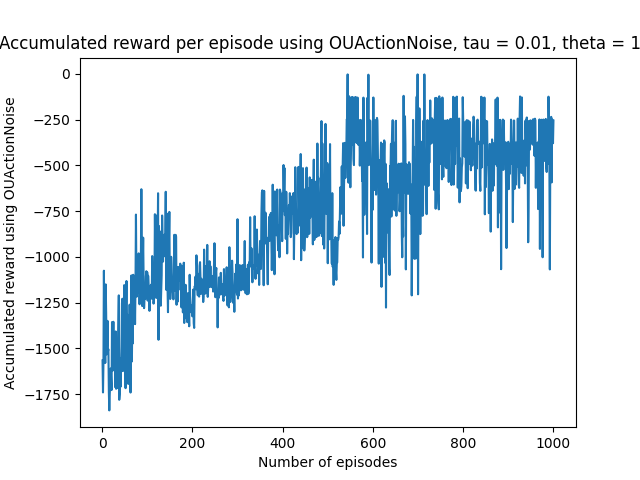 Accumulated reward per episode using OUActionNoise, tau = 0.01, theta = 1
0
−250
−500
−750
−1000
−1250
−1500
−1750
Accumulated reward using OUActionNoise
0 200 400 600 800 1000
Number of episodes